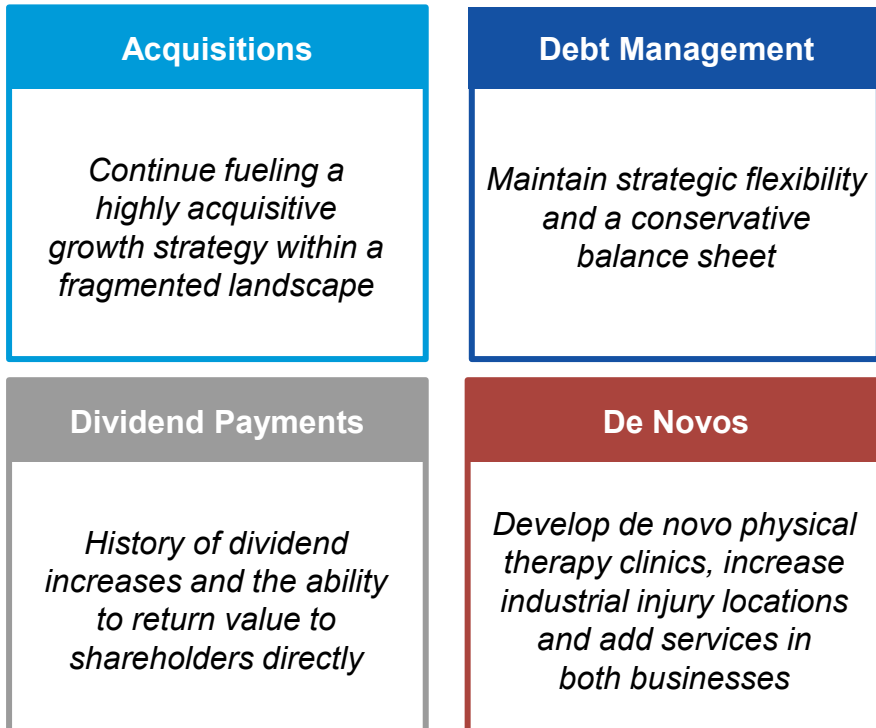 Acquisitions
Continue fueling a
highly acquisitive
growth strategy within a
fragmented landscape
Debt Management
Maintain strategic flexibility
and a conservative
balance sheet
Dividend Payments
History of dividend
increases and the ability
to return value to
shareholders directly
De Novos
Develop de novo physical
therapy clinics, increase
industrial injury locations
and add services in
both businesses